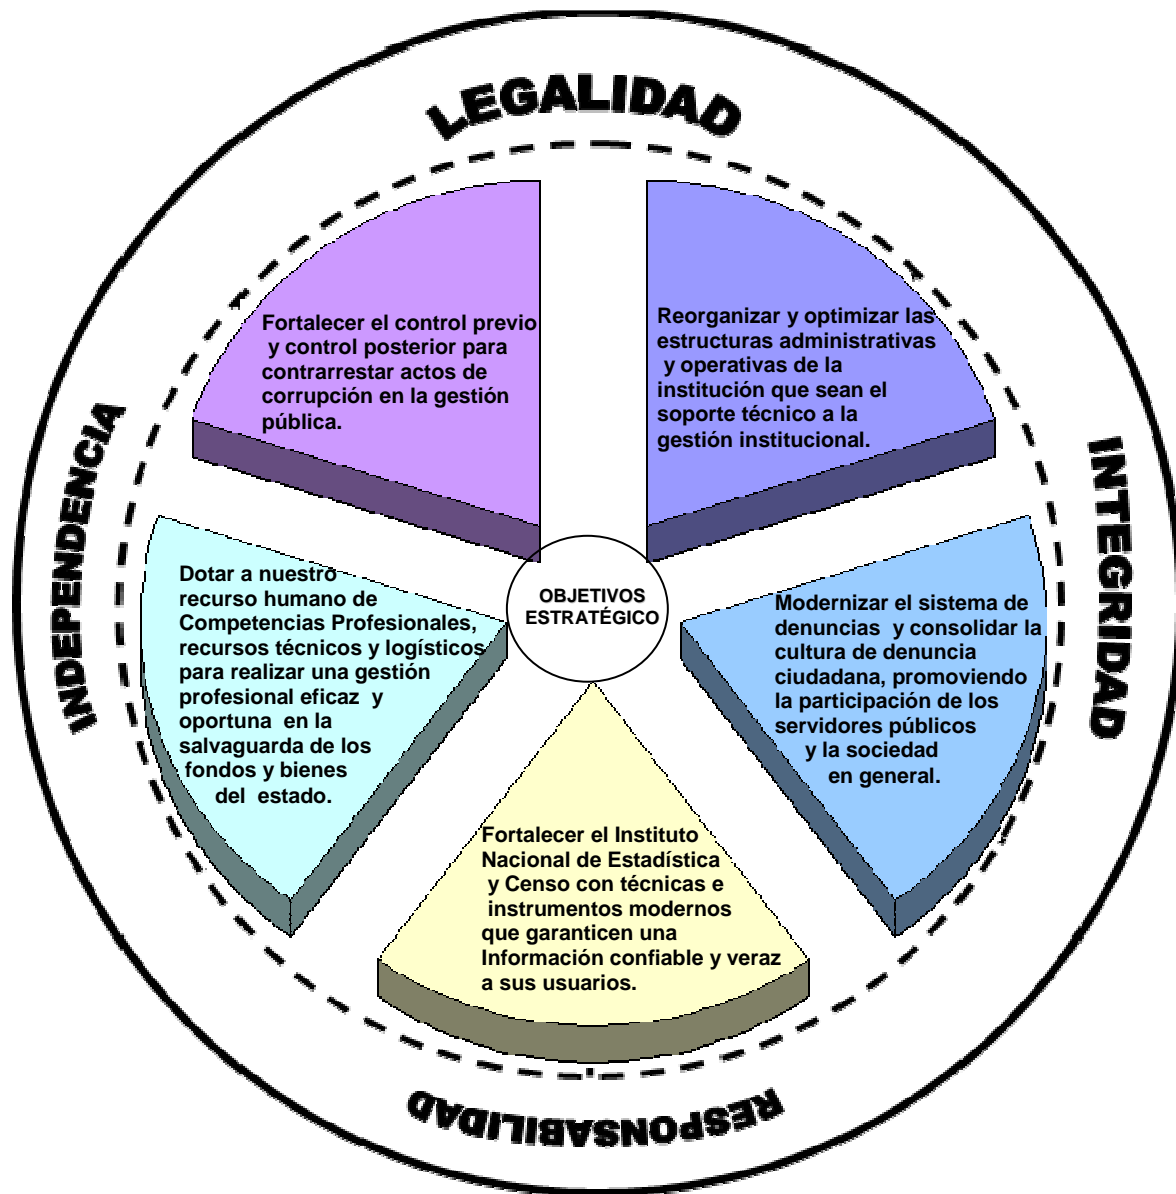 LEGALIDAD
Fortalecer el control previo
y control posterior para
contrarrestar actos de
corrupción en la gestión
pública.
Reorganizar y optimizar las
estructuras administrativas
y operativas de la
institución que sean el
soporte técnico a la
gestión institucional.
INDEPENDENCIA
INTEGRIDAD
Dotar a nuestro
recurso humano de
Competencias Profesionales,
recursos técnicos y logísticos
para realizar una gestión
profesional eficaz y
oportuna en la
salvaguarda de los
fondos y bienes
del estado.
OBJETIVOS
ESTRATÉGICO
Modernizar el sistema de
denuncias y consolidar la
cultura de denuncia
ciudadana, promoviendo
la participación de los
servidores públicos
y la sociedad
en general.
Fortalecer el Instituto
Nacional de Estadística
y Censo con técnicas e
instrumentos modernos
que garanticen una
Información confiable y veraz
a sus usuarios.
RESPONSABILIDAD